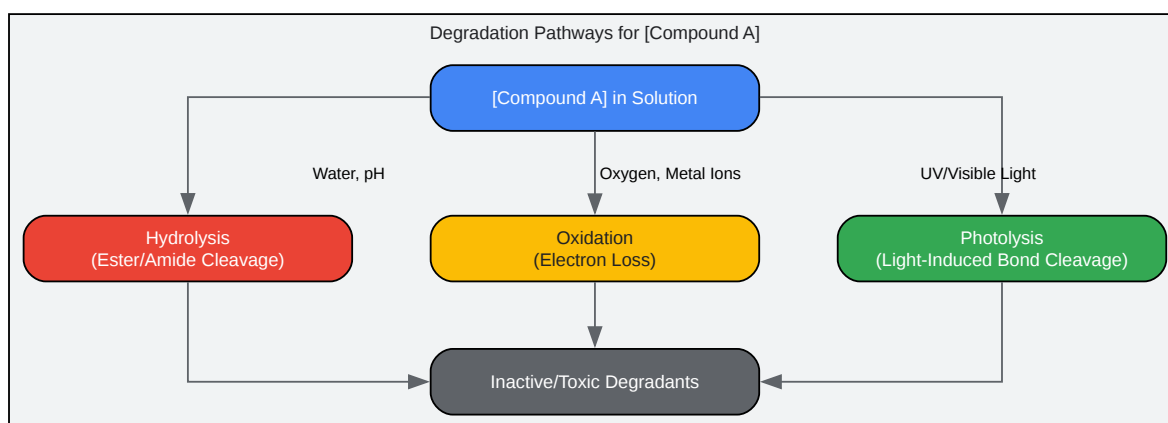 Degradation Pathways for [Compound A]
[Compound A] in Solution
Water, pH
Oxygen, Metal Ions
UV/Visible Light
Hydrolysis
(Ester/Amide Cleavage)
Oxidation
(Electron Loss)
Photolysis
(Light-Induced Bond Cleavage)
Inactive/Toxic Degradants